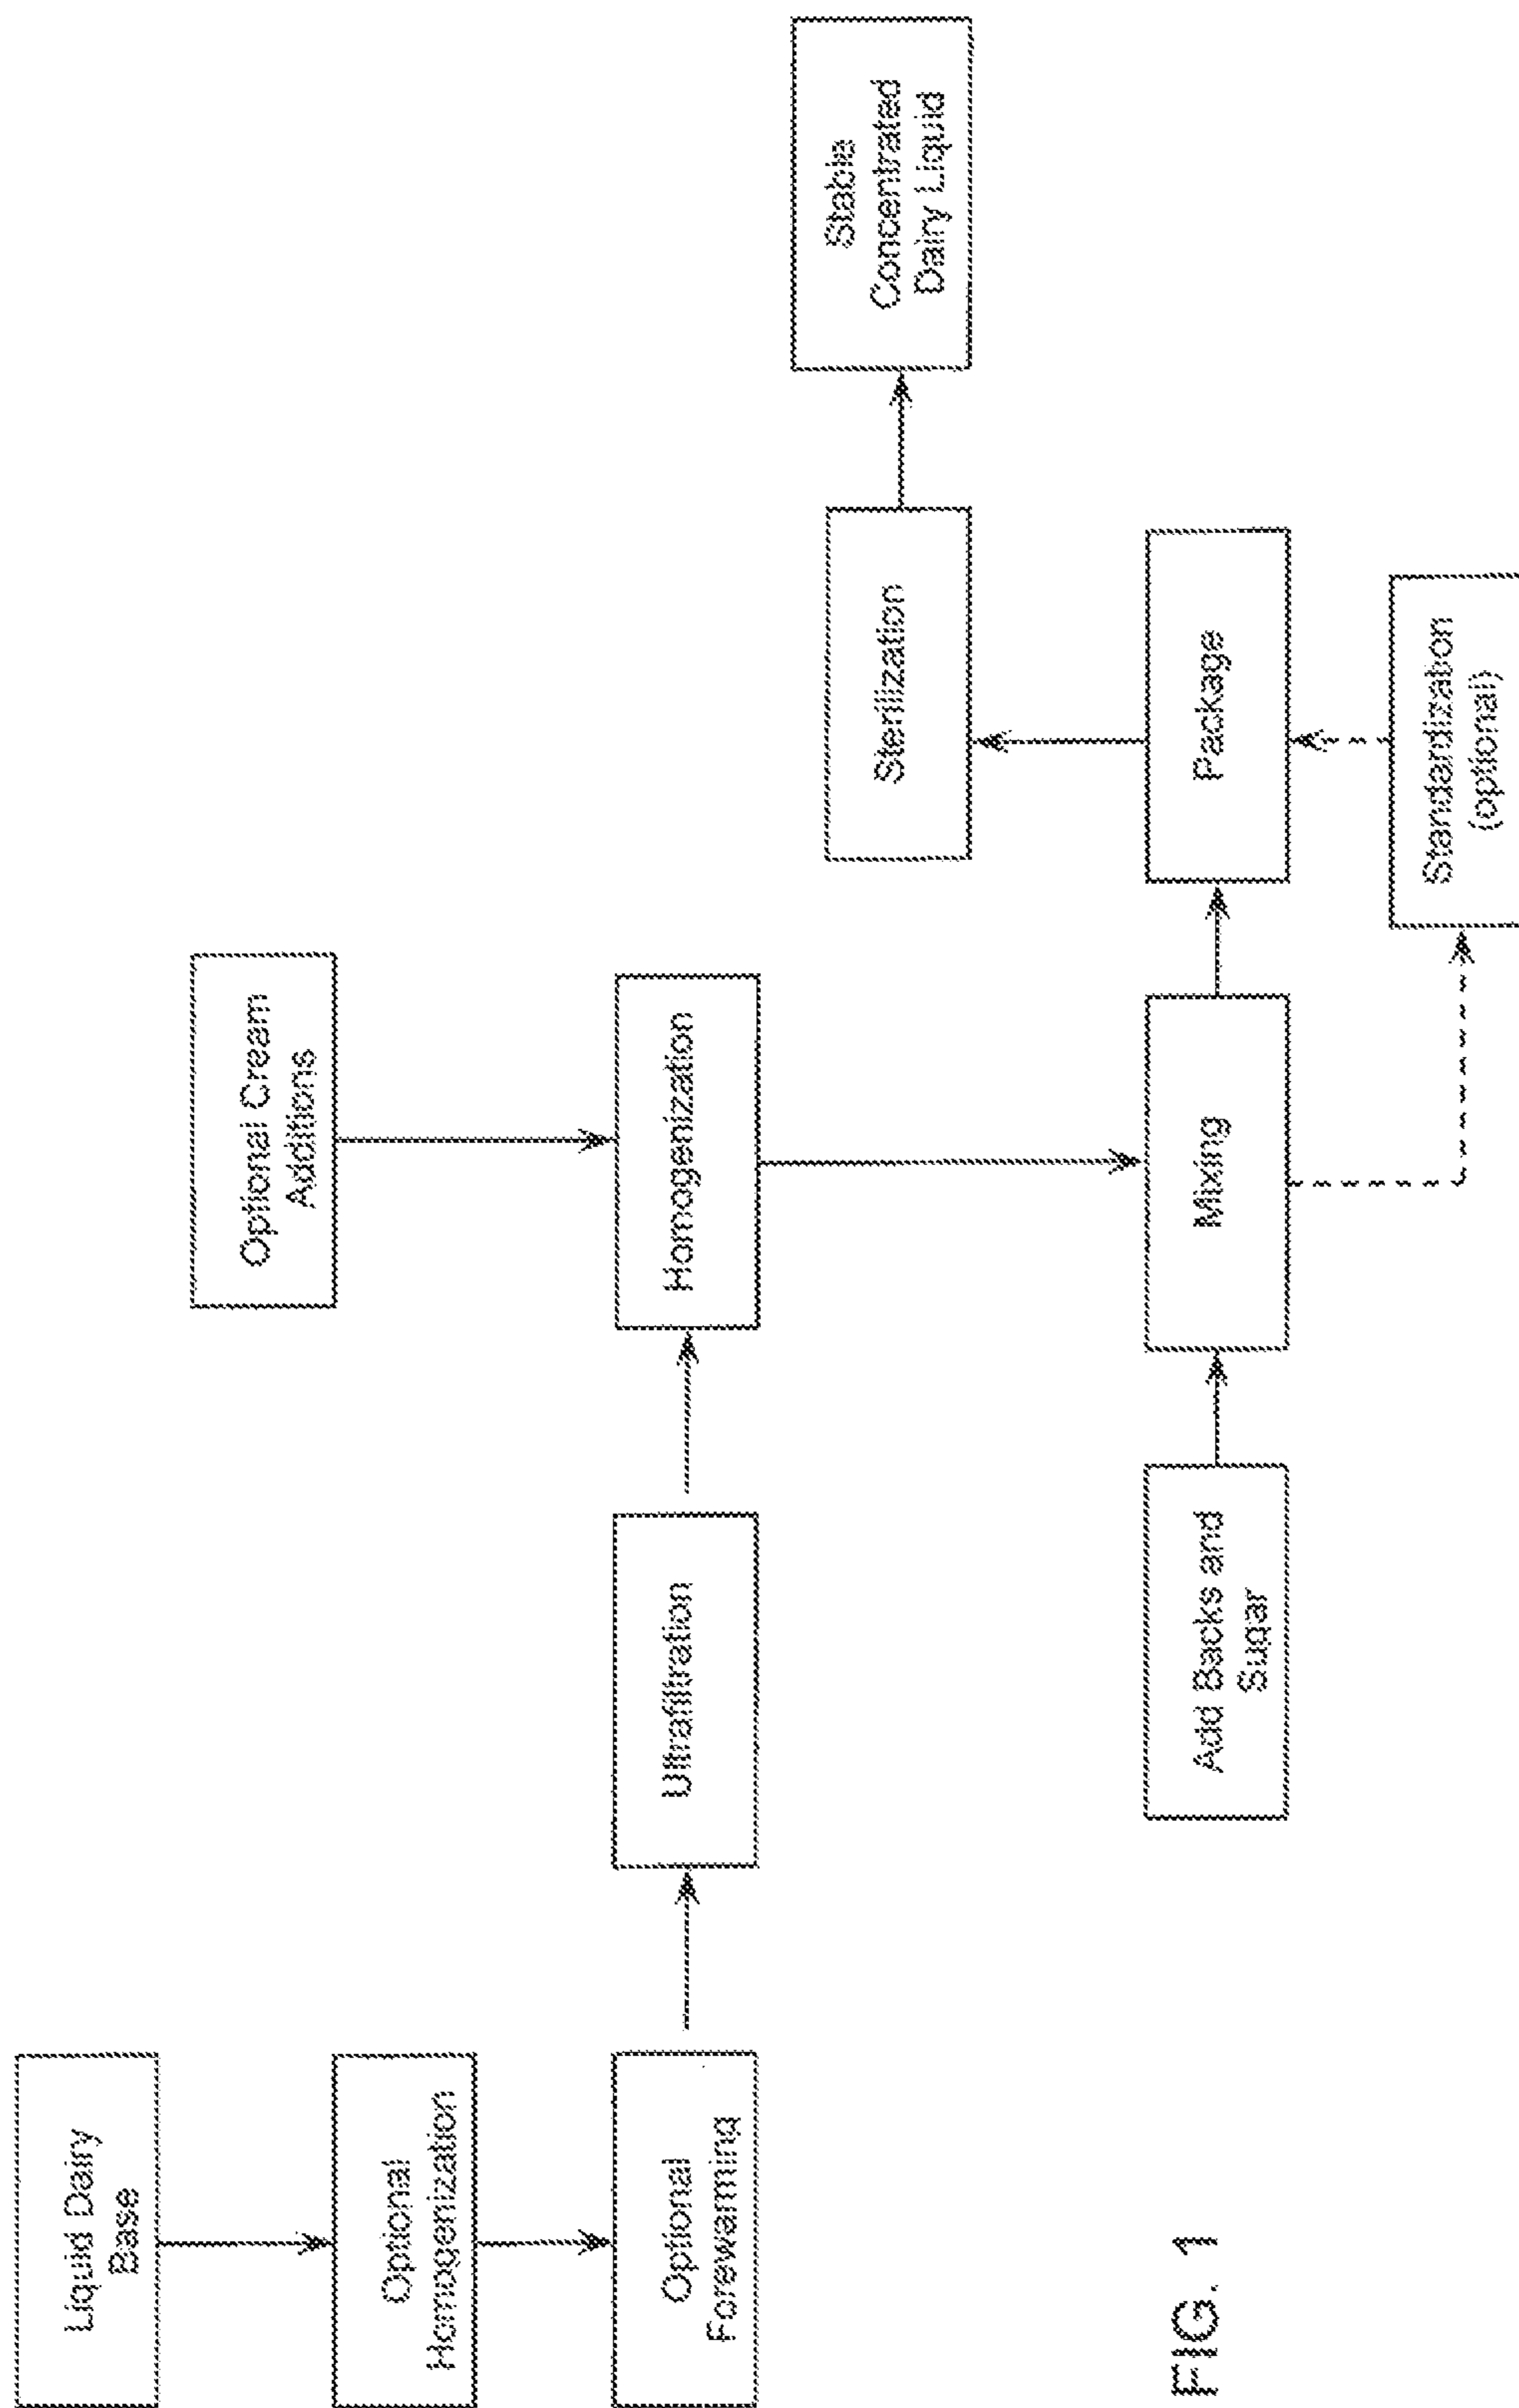 Liquid Dairy
Base
Optional
Homogenization
Optional
Forewarming
Ultrafiltration
Optional Cream
Additions
Homogenization
Add Backs and
Sugar
Mixing
Standardization
(optional)
Package
Sterilization
Stable
Concentrated
Dairy Liquid
FIG. 1